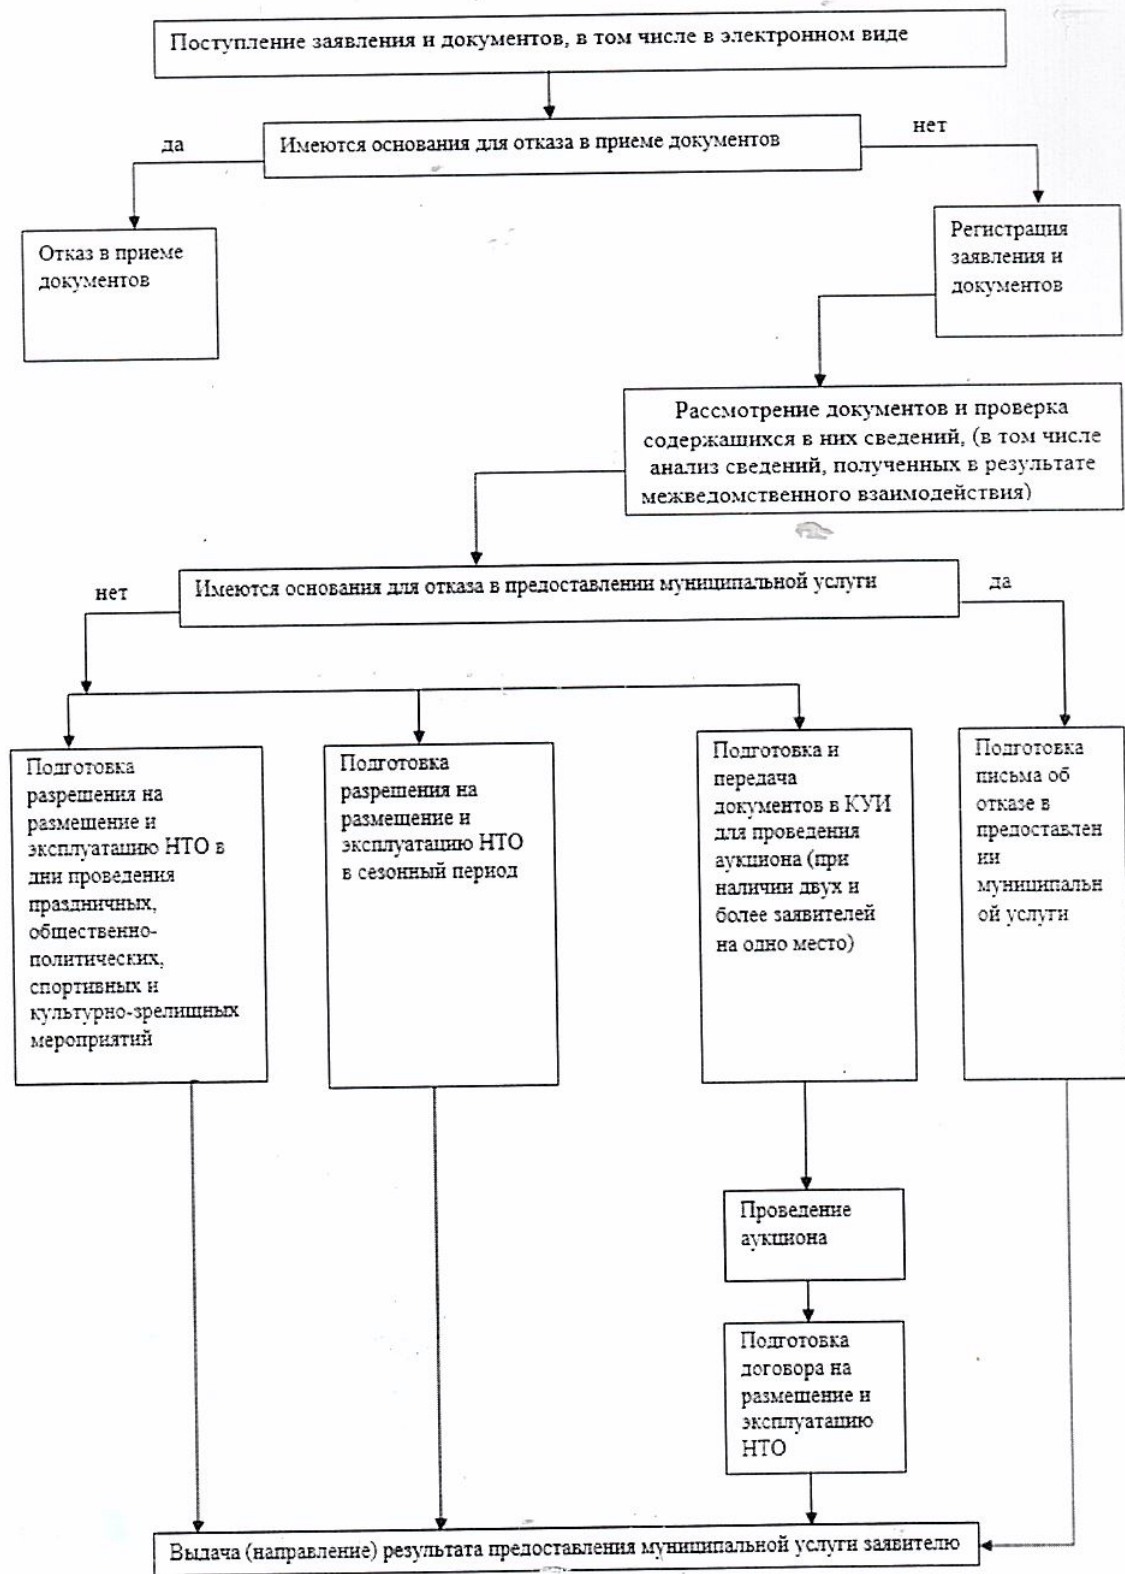 Поступление заявления и документов, в том числе в электронном виде
Имеются основания для отказа в приеме документов
да
нет
Отказ в приеме
документов
Регистрация
заявления и
документов
Рассмотрение документов и проверка
содержащихся в них сведений, (в том числе
анализ сведений, полученных в результате
межведомственного взаимодействия)
Имеются основания для отказа в предоставлении муниципальной услуги
нет
да
Подготовка
разрешения на
размещение и
эксплуатацию НТО в
дни проведения
праздничных,
общественно-
политических,
спортивных и
культурно-зрелищных
мероприятий
Подготовка
разрешения на
размещение и
эксплуатацию НТО
в сезонный период
Подготовка и
передача
документов в КУИ
для проведения
аукциона (при
наличии двух и
более заявителей
на одно место)
Подготовка
письма об
отказе в
предоставлен
ии
муниципальн
ой услуги
Проведение
аукциона
Подготовка
договора на
размещение и
эксплуатацию
НТО
Выдача (направление) результата предоставления муниципальной услуги заявителю